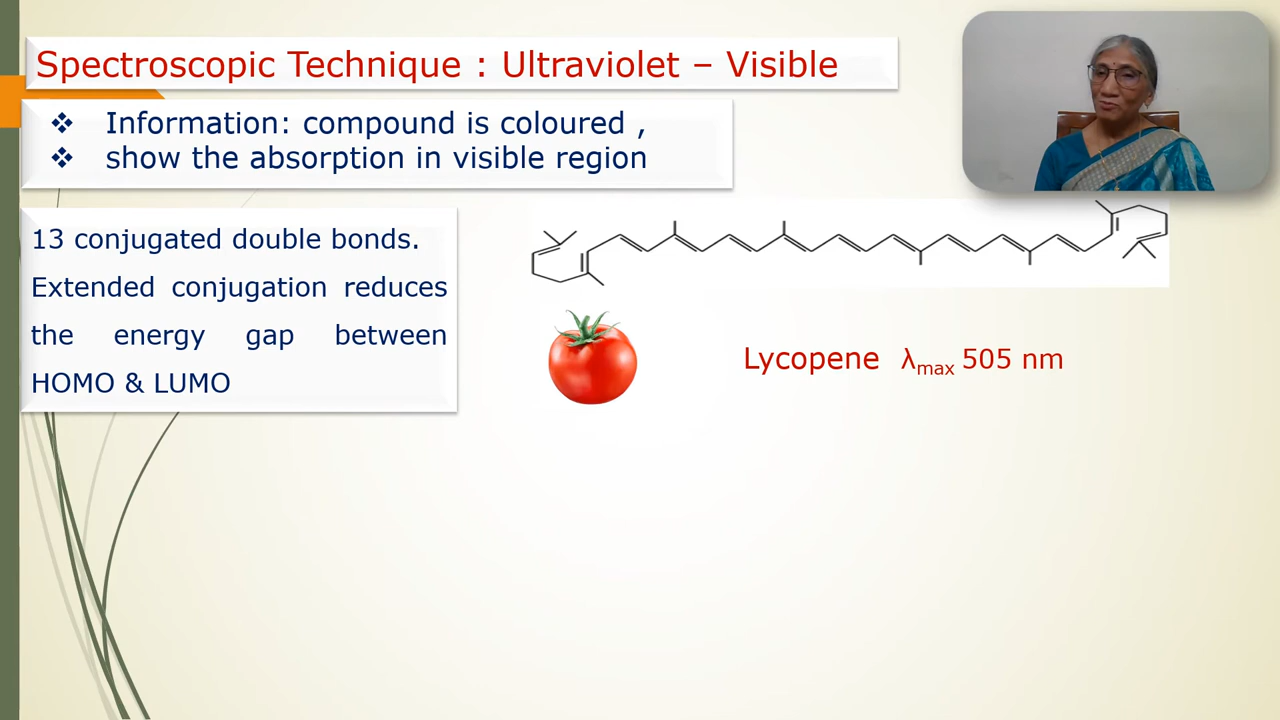 Spectroscopic Technique : Ultraviolet – Visible
❖ Information: compound is coloured ,
❖ show the absorption in visible region
13 conjugated double bonds.
Extended conjugation reduces
the energy gap between
HOMO & LUMO
Lycopene λmax 505 nm